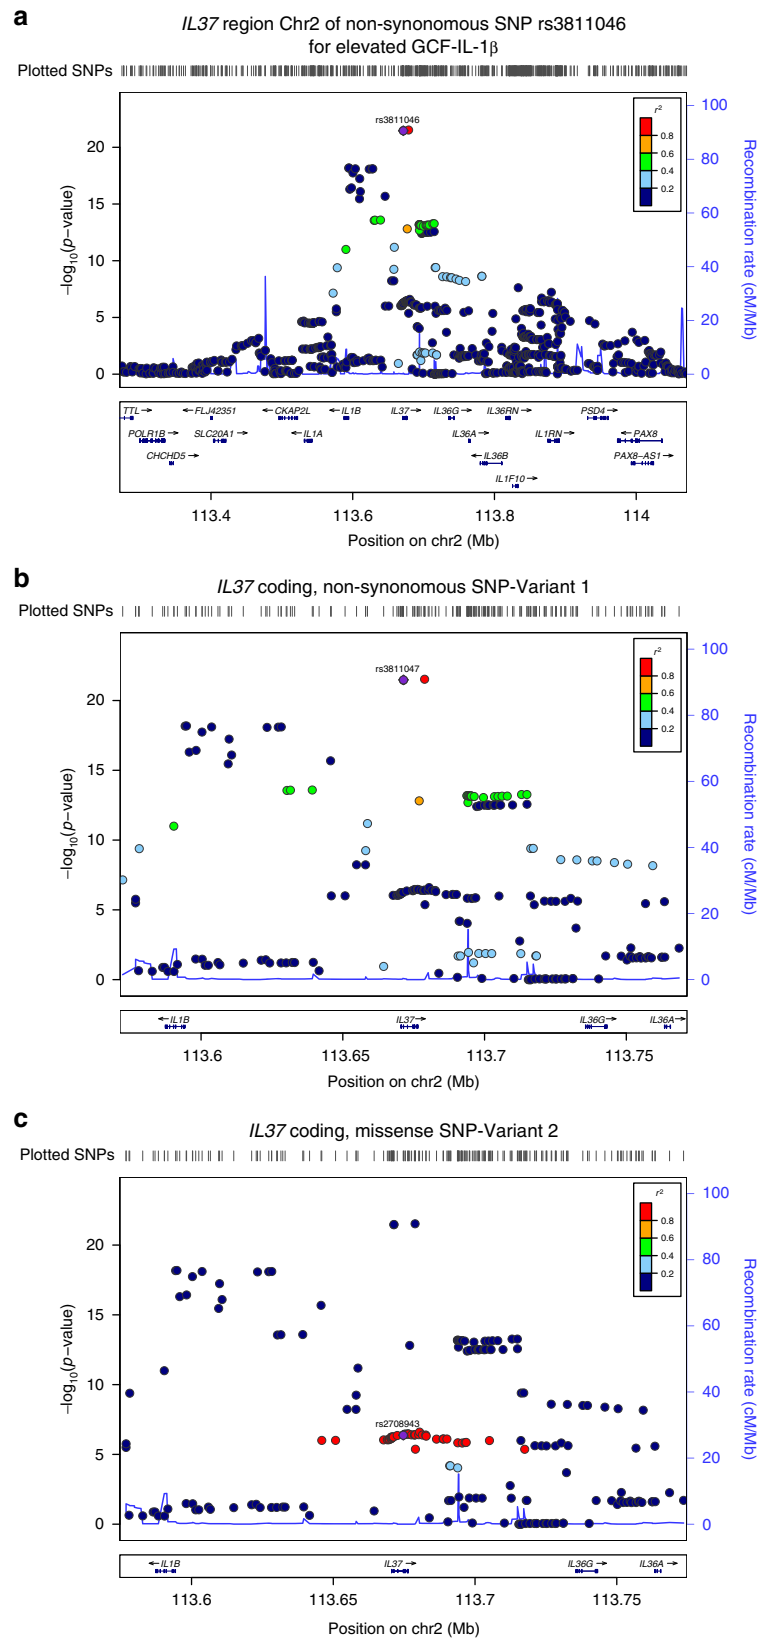 a
IL37 region Chr2 of non-synonomous SNP rs3811046
for elevated GCF-IL-1β
Plotted SNPs
rs3811046
r²
0.8
0.6
0.4
0.2
20
15
10
5
0
−log10(p−value)
100
80
60
40
20
0
Recombination rate (cM/Mb)
TTL → ← FLJ42351 ← CKAP2L ← IL1B IL37 → IL36G → IL36RN → PSD4 →
POLR1B → SLC20A1 → ← IL1A IL36A → IL1RN → ← PAX8
CHCHD5 → ← IL36B PAX8−AS1 →
IL1F10 →
113.4 113.6 113.8 114
Position on chr2 (Mb)
b
IL37 coding, non-synonomous SNP-Variant 1
Plotted SNPs
rs3811047
r²
0.8
0.6
0.4
0.2
20
15
10
5
0
−log10(p−value)
100
80
60
40
20
0
Recombination rate (cM/Mb)
← IL1B IL37 → IL36G → IL36A →
113.6 113.65 113.7 113.75
Position on chr2 (Mb)
c
IL37 coding, missense SNP-Variant 2
Plotted SNPs
rs2708943
r²
0.8
0.6
0.4
0.2
20
15
10
5
0
−log10(p−value)
100
80
60
40
20
0
Recombination rate (cM/Mb)
← IL1B IL37 → IL36G → IL36A →
113.6 113.65 113.7 113.75
Position on chr2 (Mb)